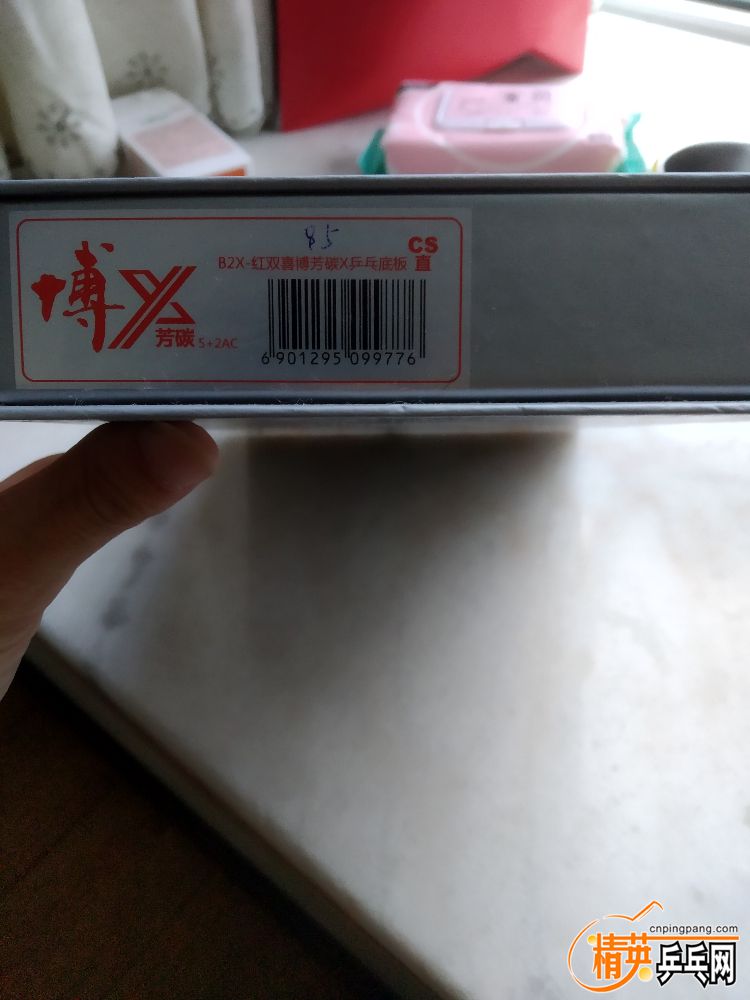 85
CS
B2X-红双喜博芳碳X乒乓底板 直
博X
芳碳 5+2AC
6 901295 099776
cnpingpang.com
精英乒乓网